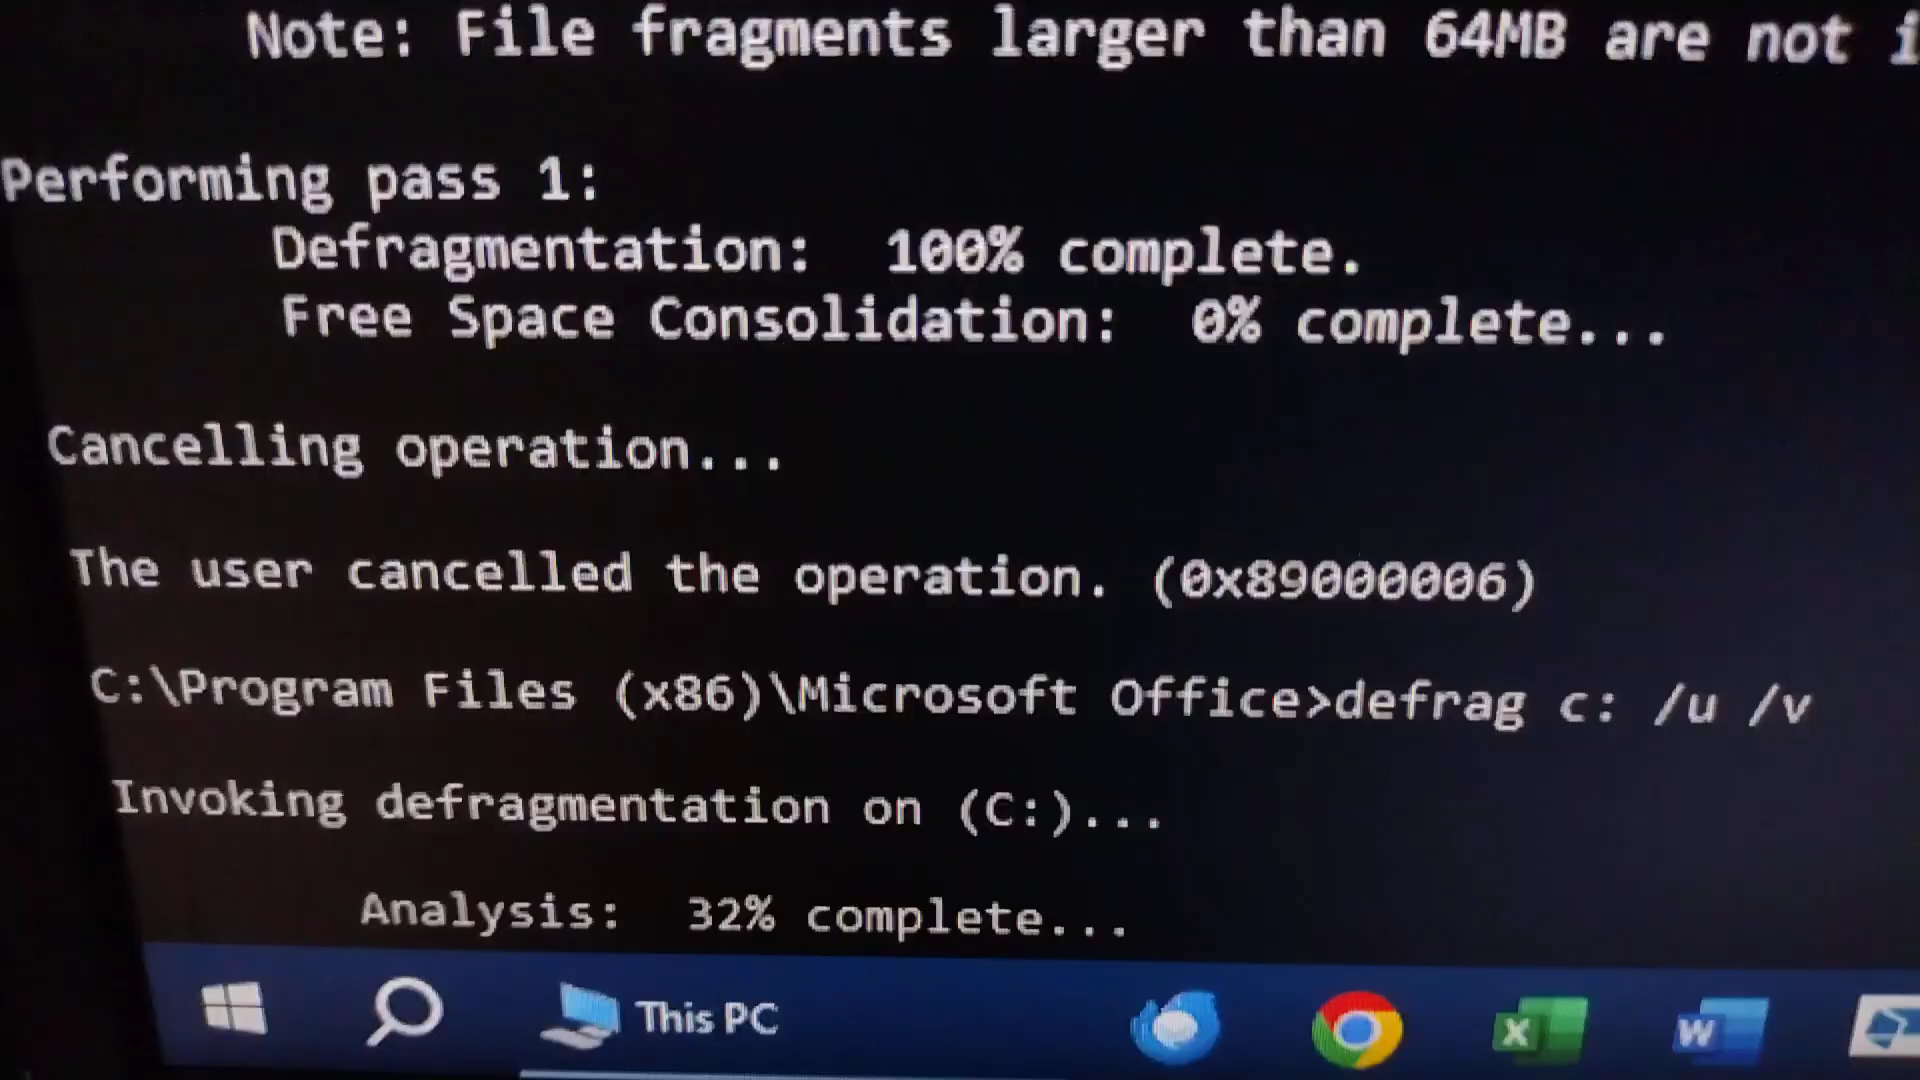 Note: File fragments larger than 64MB are not i
Performing pass 1:
Defragmentation: 100% complete.
Free Space Consolidation: 0% complete...
Cancelling operation...
The user cancelled the operation. (0x89000006)
C:\Program Files (x86)\Microsoft Office>defrag c: /u /v
Invoking defragmentation on (C:)...
Analysis: 32% complete...
This PC
X
W